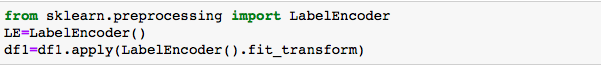 from sklearn.preprocessing import LabelEncoder
LE=LabelEncoder()
df1=df1.apply(LabelEncoder().fit_transform)